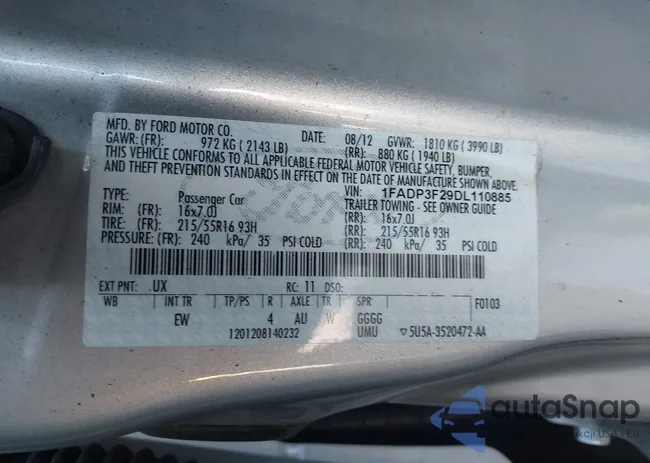 MFD. BY FORD MOTOR CO. DATE: 08/12 GVWR: 1810 KG ( 3990 LB)
GAWR: (FR): 972 KG ( 2143 LB) (RR): 880 KG ( 1940 LB)
THIS VEHICLE CONFORMS TO ALL APPLICABLE FEDERAL MOTOR VEHICLE SAFETY, BUMPER,
AND THEFT PREVENTION STANDARDS IN EFFECT ON THE DATE OF MANUFACTURE SHOWN ABOVE.
VIN: 1FADP3F29DL110885
TYPE: Passenger Car TRAILER TOWING - SEE OWNER GUIDE
RIM: (FR): 16x7.0J (RR): 16x7.0J
TIRE: (FR): 215/55R16 93H (RR): 215/55R16 93H
PRESSURE: (FR): 240 kPa/ 35 PSI COLD (RR): 240 kPa/ 35 PSI COLD
EXT PNT: UX RC: 11 DSO:
WB INT TR TP/PS R AXLE TR SPR F0103
EW 4 AU W GGGG
1201208140232 UMU ▽5U5A-3520472-AA
autoSnap
USA I EU